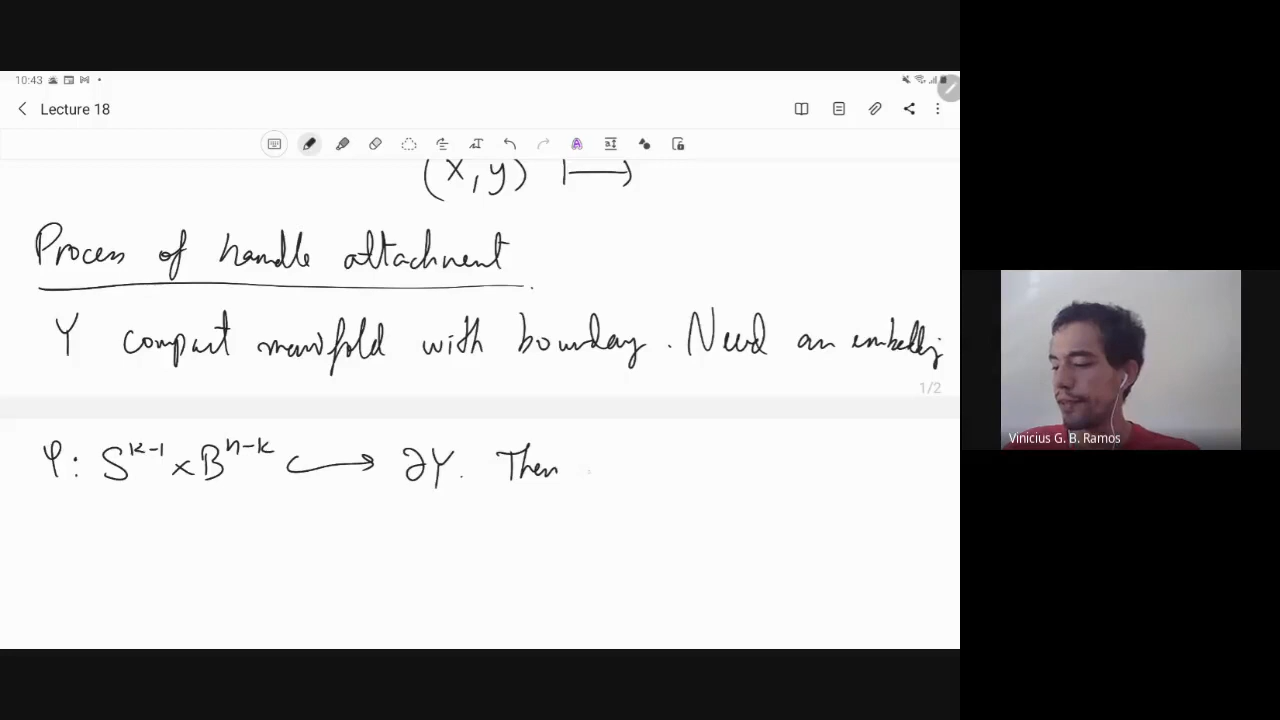 10:43
Lecture 18
(x, y) ↦
Process of handle attachment.
Y compact manifold with boundary. Need an embedding
1/2
φ: S^{k-1} × B^{n-k} ↪ ∂Y. Then
Vinicius G. B. Ramos